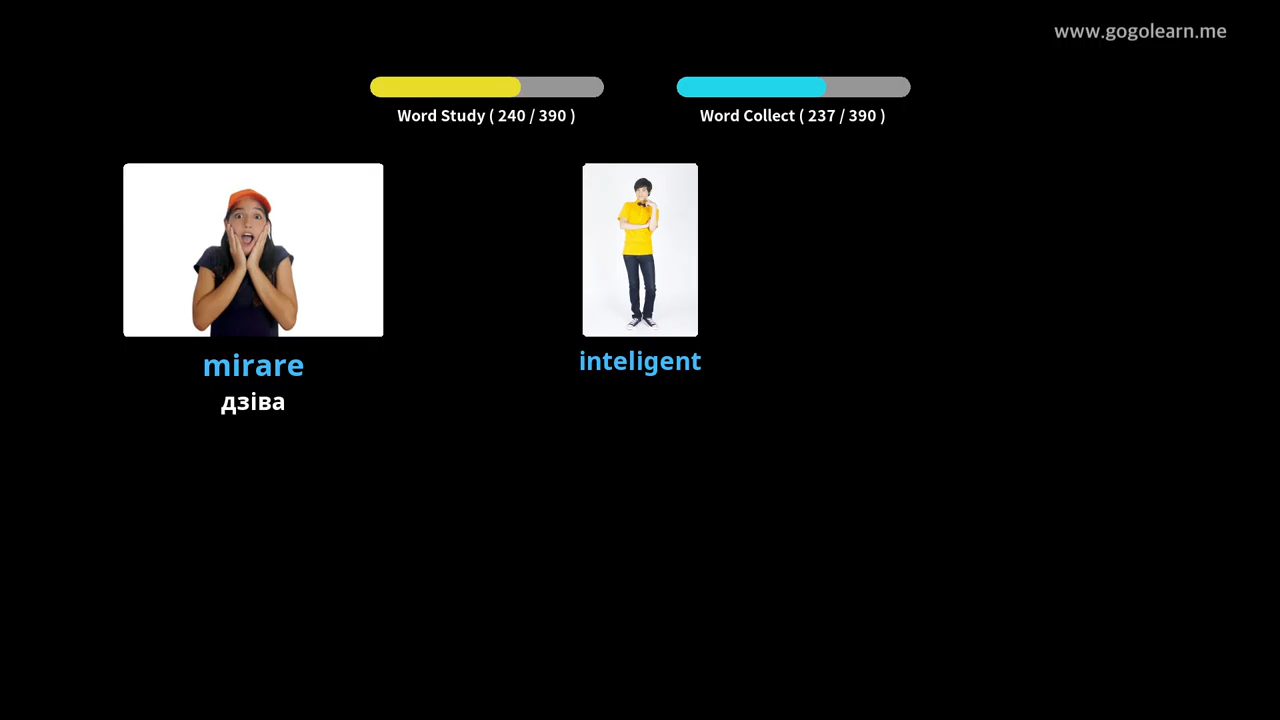 www.gogolearn.me
Word Study ( 240 / 390 )
Word Collect ( 237 / 390 )
mirare
дзіва
inteligent